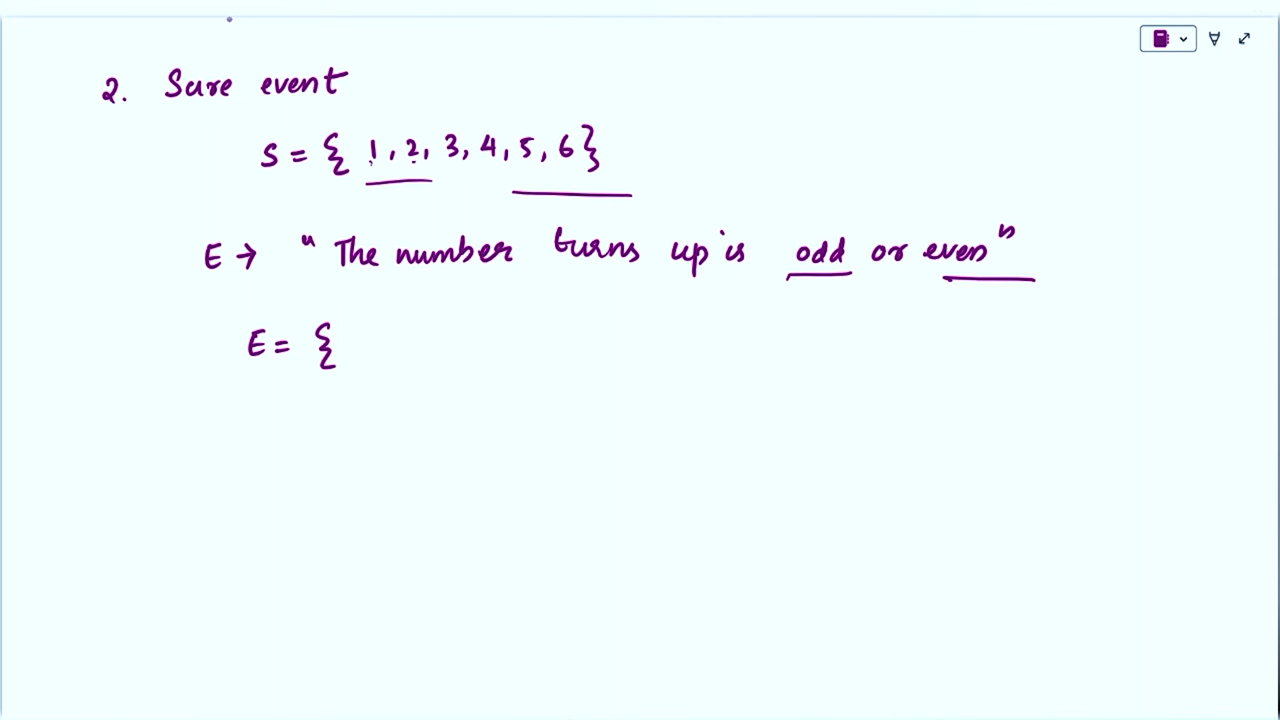 2. Sure event
S = { 1, 2, 3, 4, 5, 6}
E → "The number turns up is odd or even"
E = {